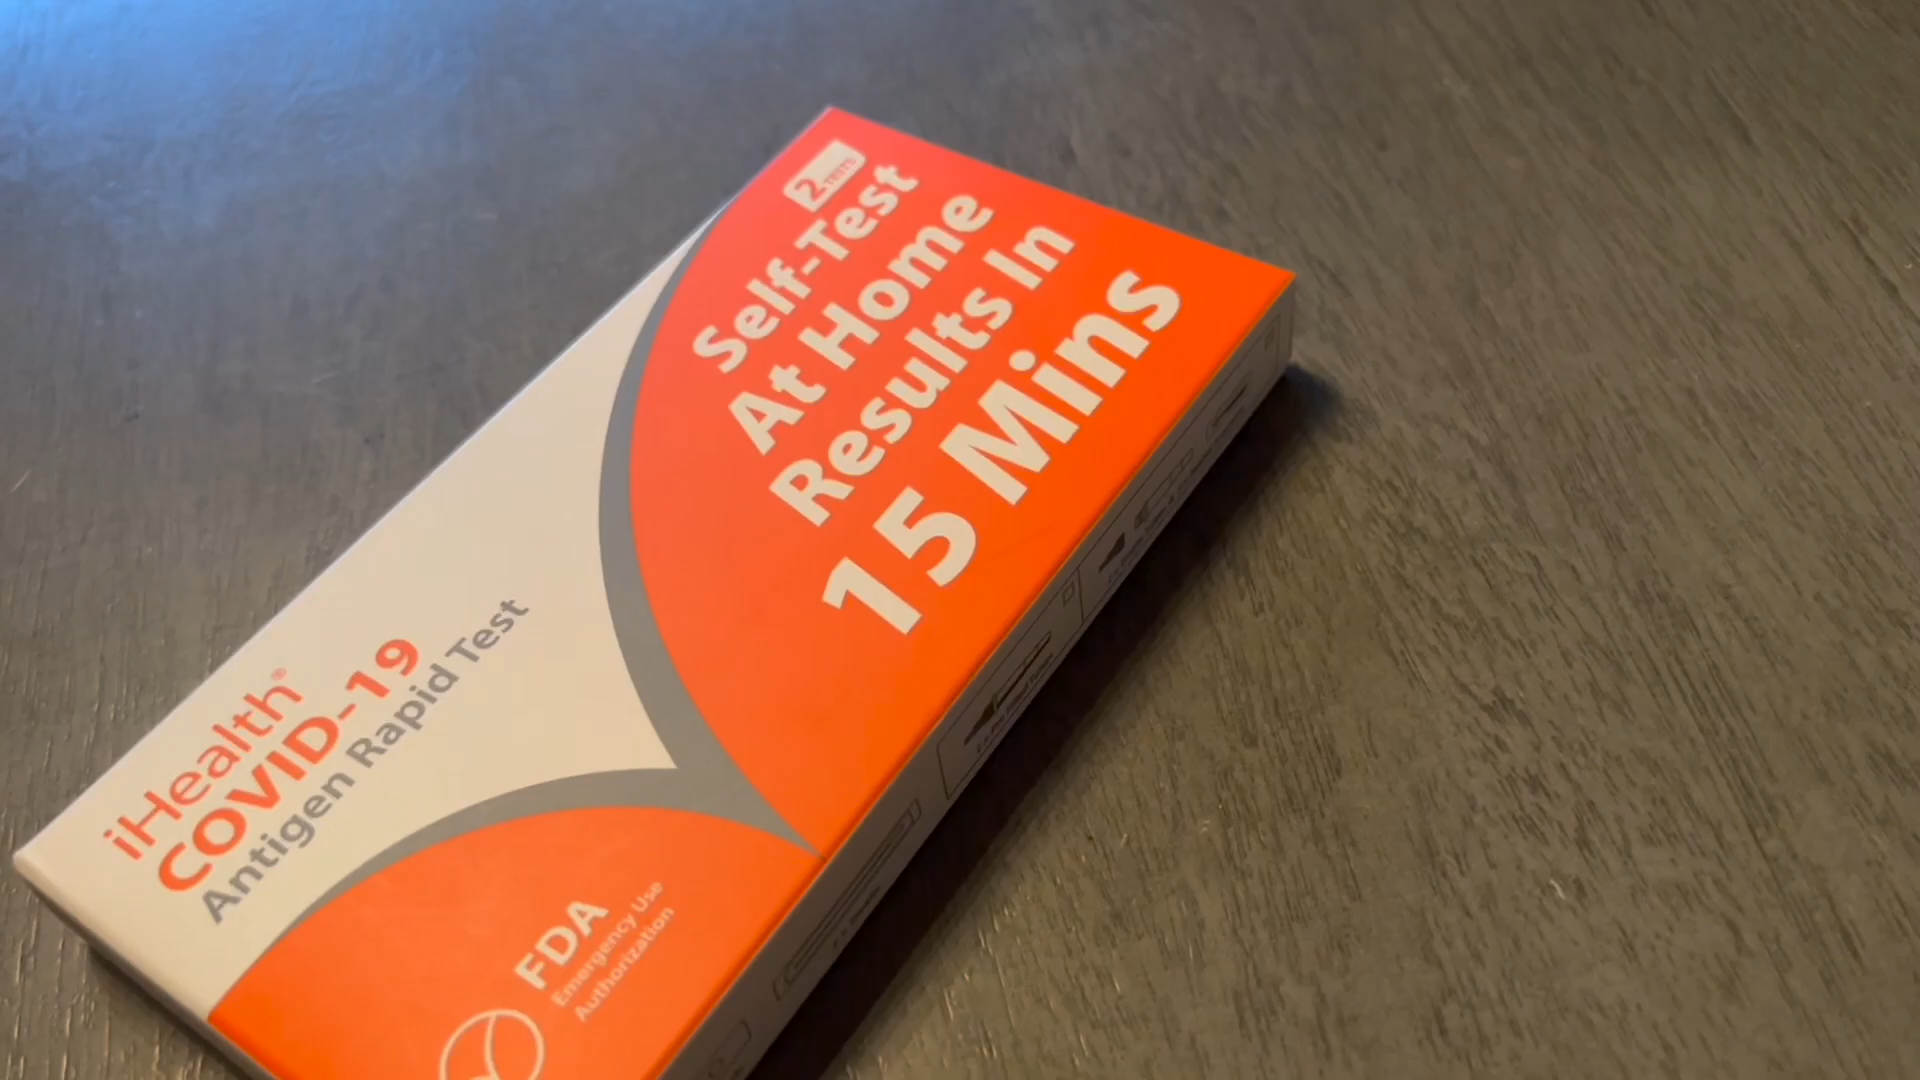 2 TESTS
Self-Test
At Home
Results In
15 Mins
iHealth®
COVID-19
Antigen Rapid Test
FDA
Emergency Use
Authorization